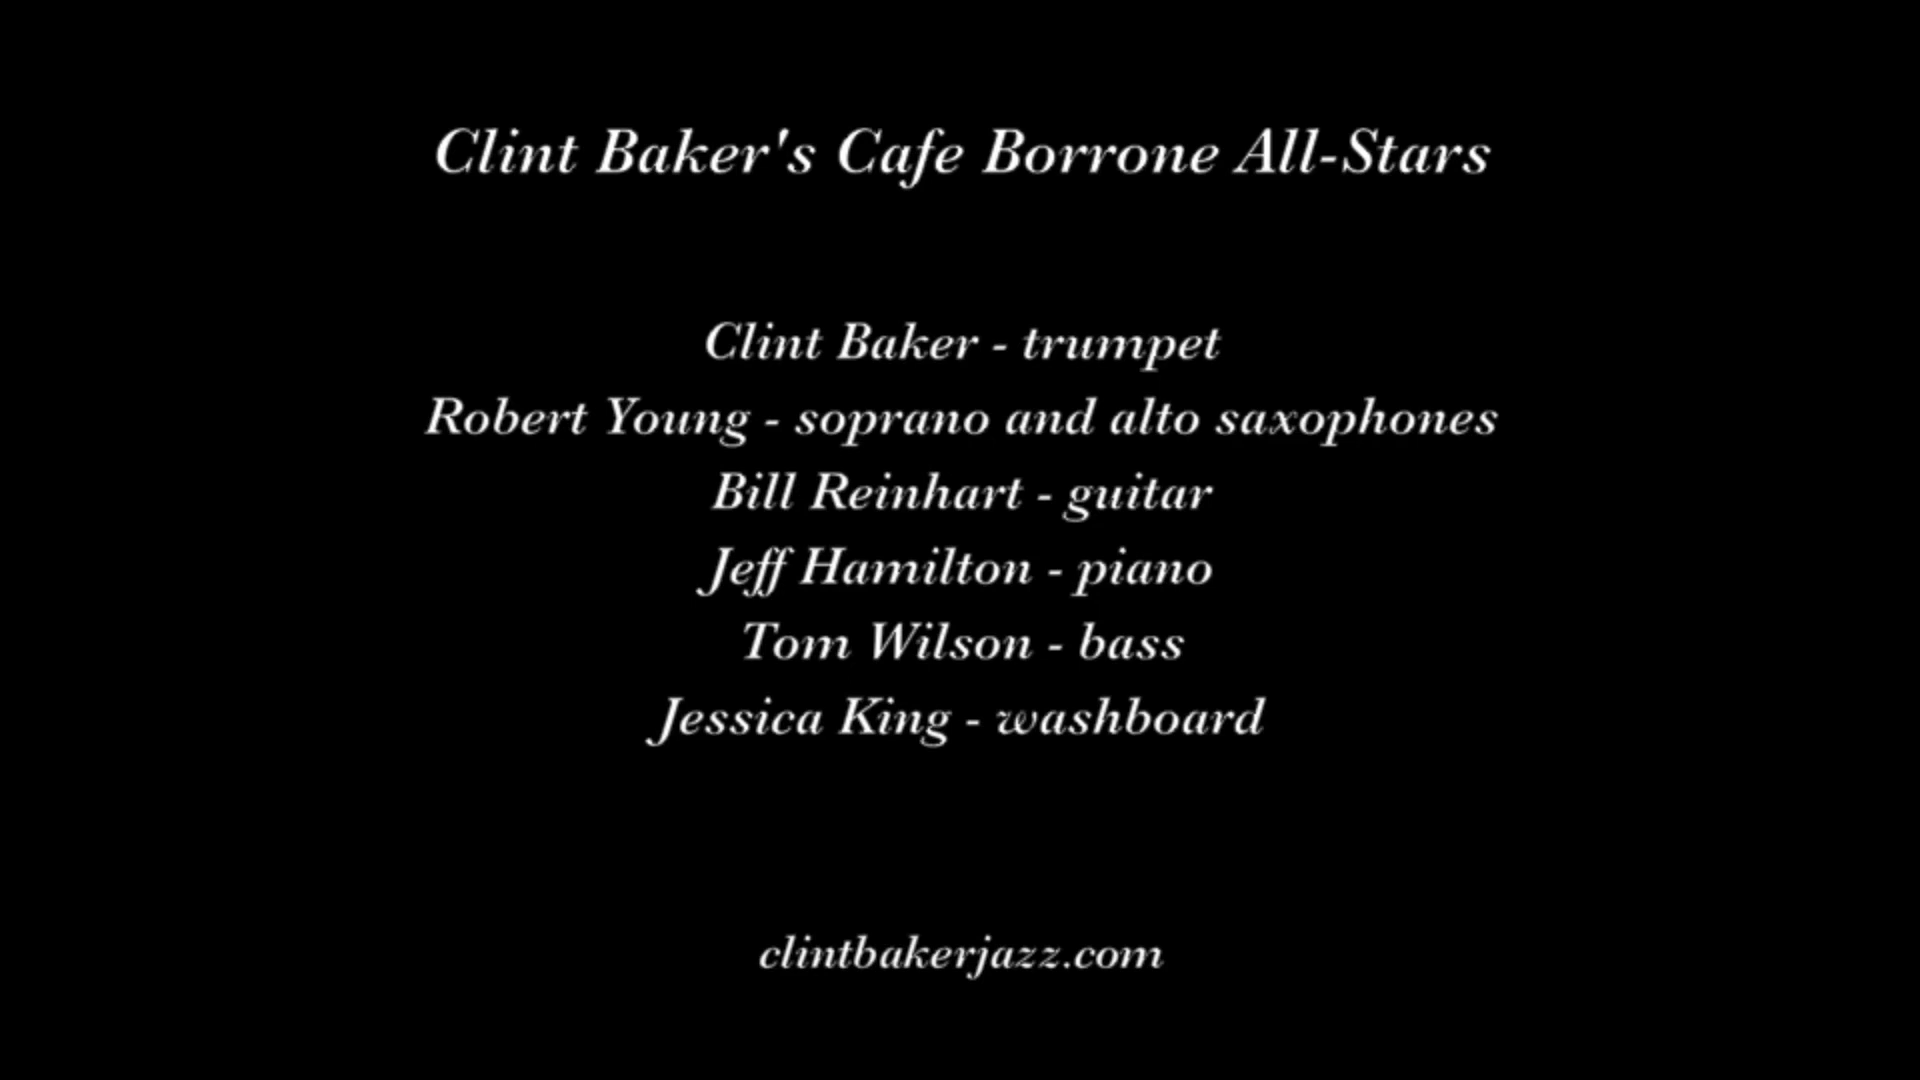 Clint Baker's Cafe Borrone All-Stars
Clint Baker - trumpet
Robert Young - soprano and alto saxophones
Bill Reinhart - guitar
Jeff Hamilton - piano
Tom Wilson - bass
Jessica King - washboard
clintbakerjazz.com